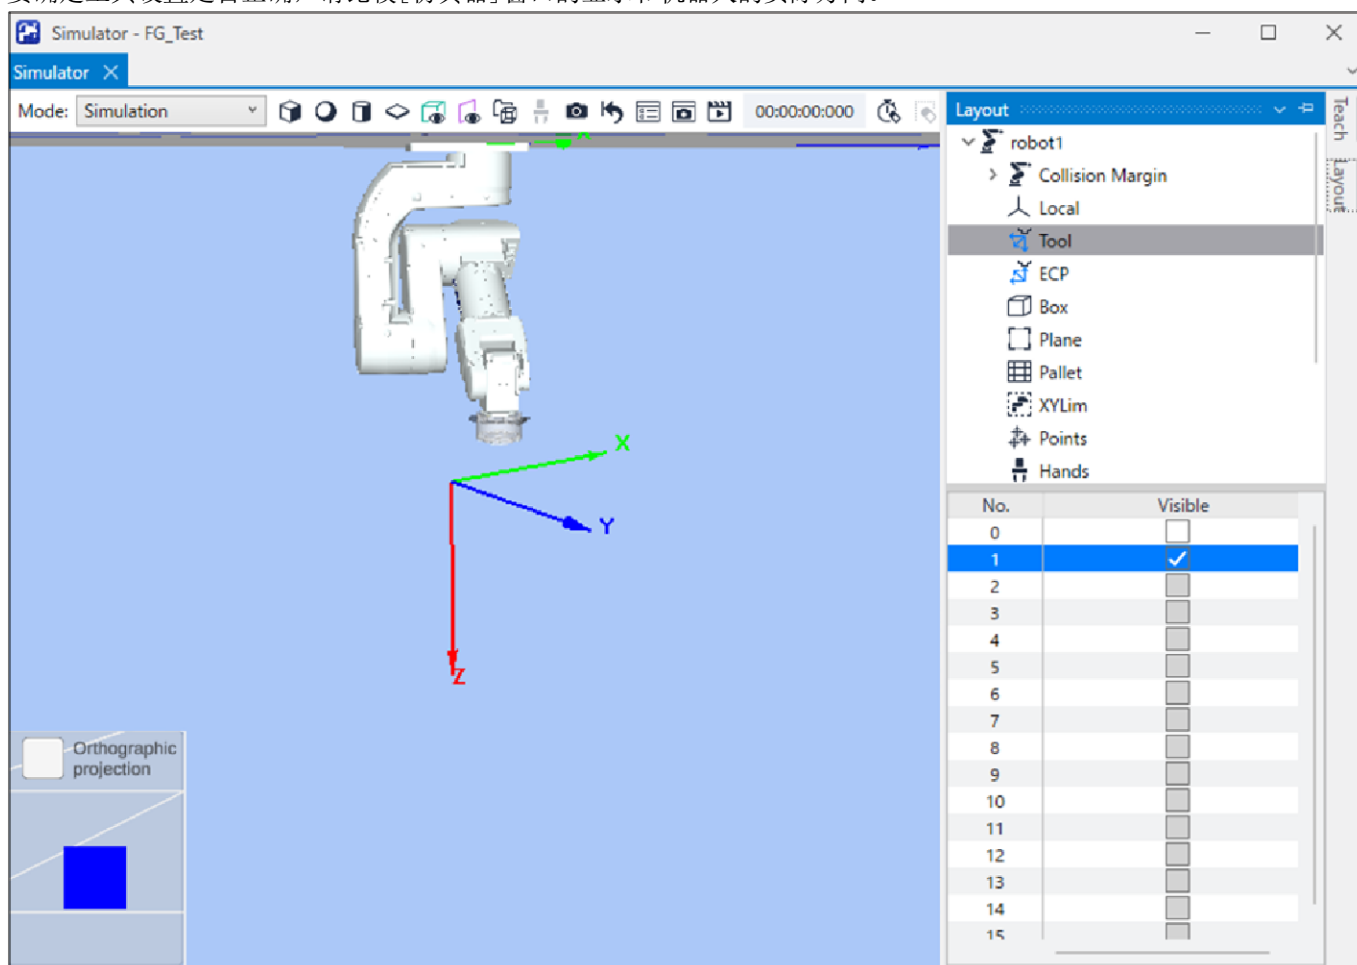 Simulator - FG_Test
Simulator
Mode: Simulation
00:00:00:000
Layout
Teach
Layout
robot1
Collision Margin
Local
Tool
ECP
Box
Plane
Pallet
XYLim
Points
Hands
X
Y
Z
Orthographic
projection
No. Visible
0
1
2
3
4
5
6
7
8
9
10
11
12
13
14
15